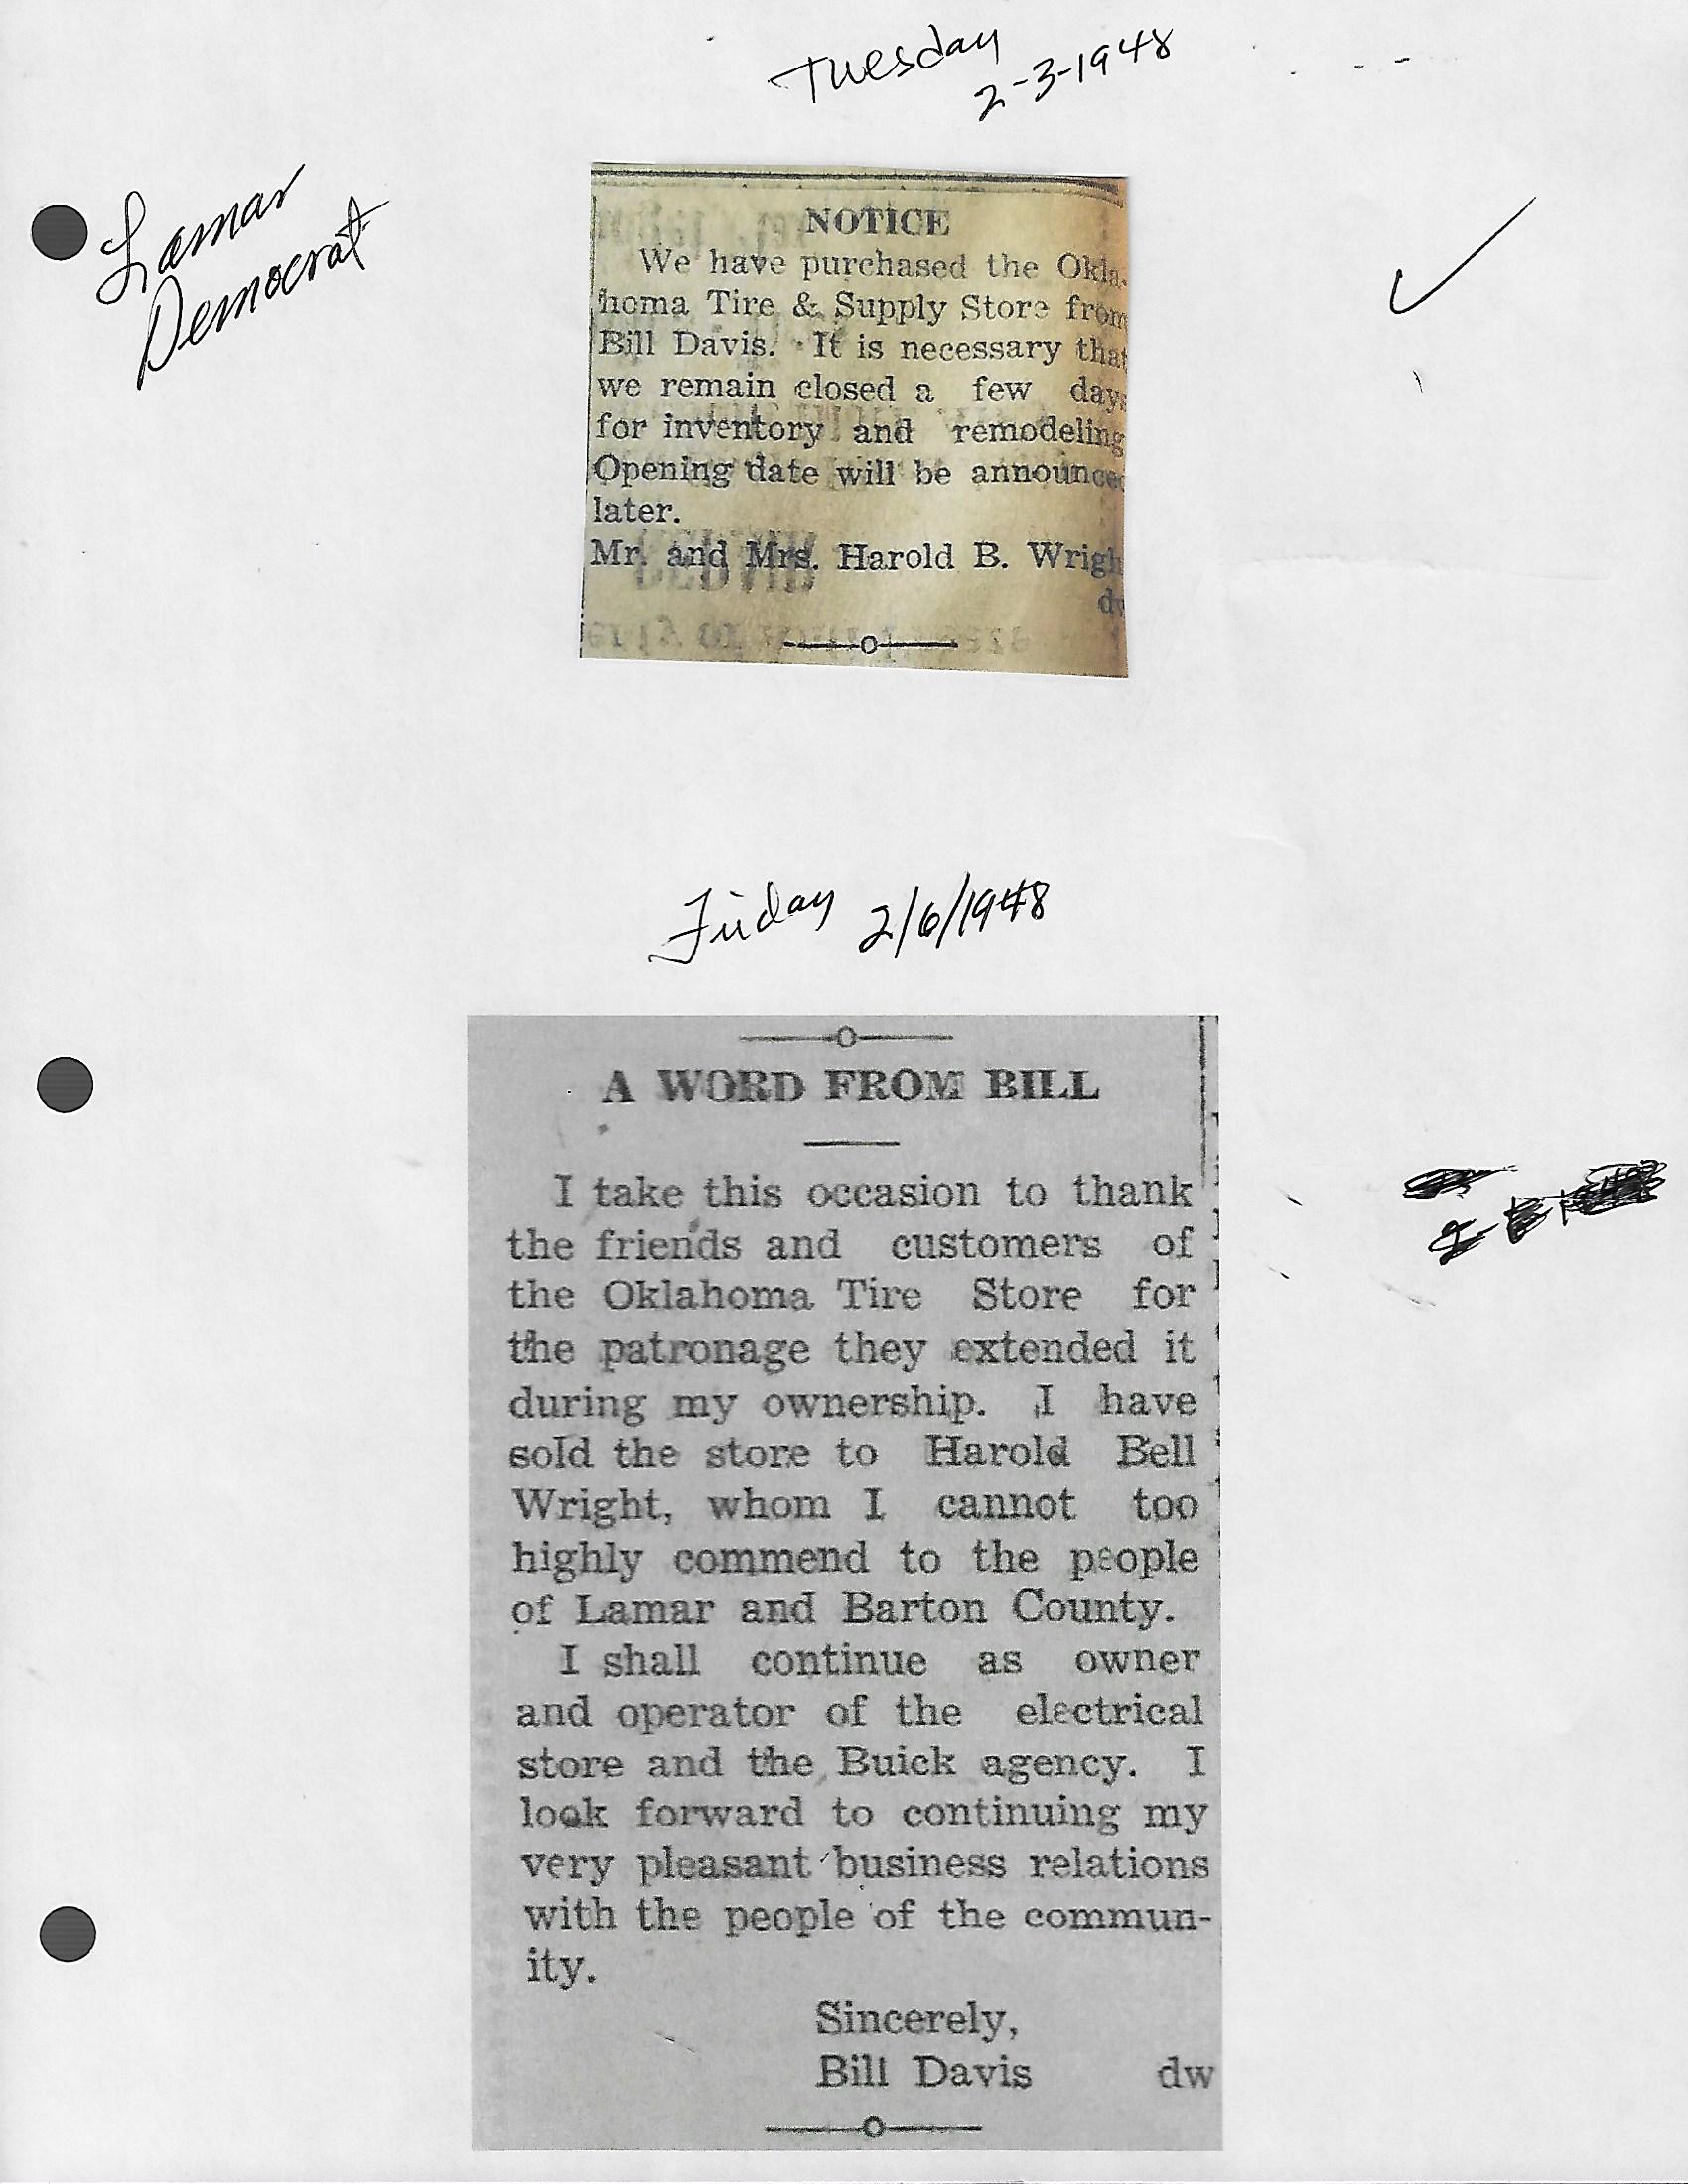 Tuesday
2-3-1948
Lamar
Democrat
NOTICE
We have purchased the Okla-
homa Tire & Supply Store from
Bill Davis. It is necessary that
we remain closed a few days
for inventory and remodeling
Opening date will be announced
later.
Mr. and Mrs. Harold B. Wrigh
Friday 2/6/1948
A WORD FROM BILL
I take this occasion to thank
the friends and customers of
the Oklahoma Tire Store for
the patronage they extended it
during my ownership. I have
sold the store to Harold Bell
Wright, whom I cannot too
highly commend to the people
of Lamar and Barton County.
I shall continue as owner
and operator of the electrical
store and the Buick agency. I
look forward to continuing my
very pleasant business relations
with the people of the commun-
ity.
Sincerely,
Bill Davis dw